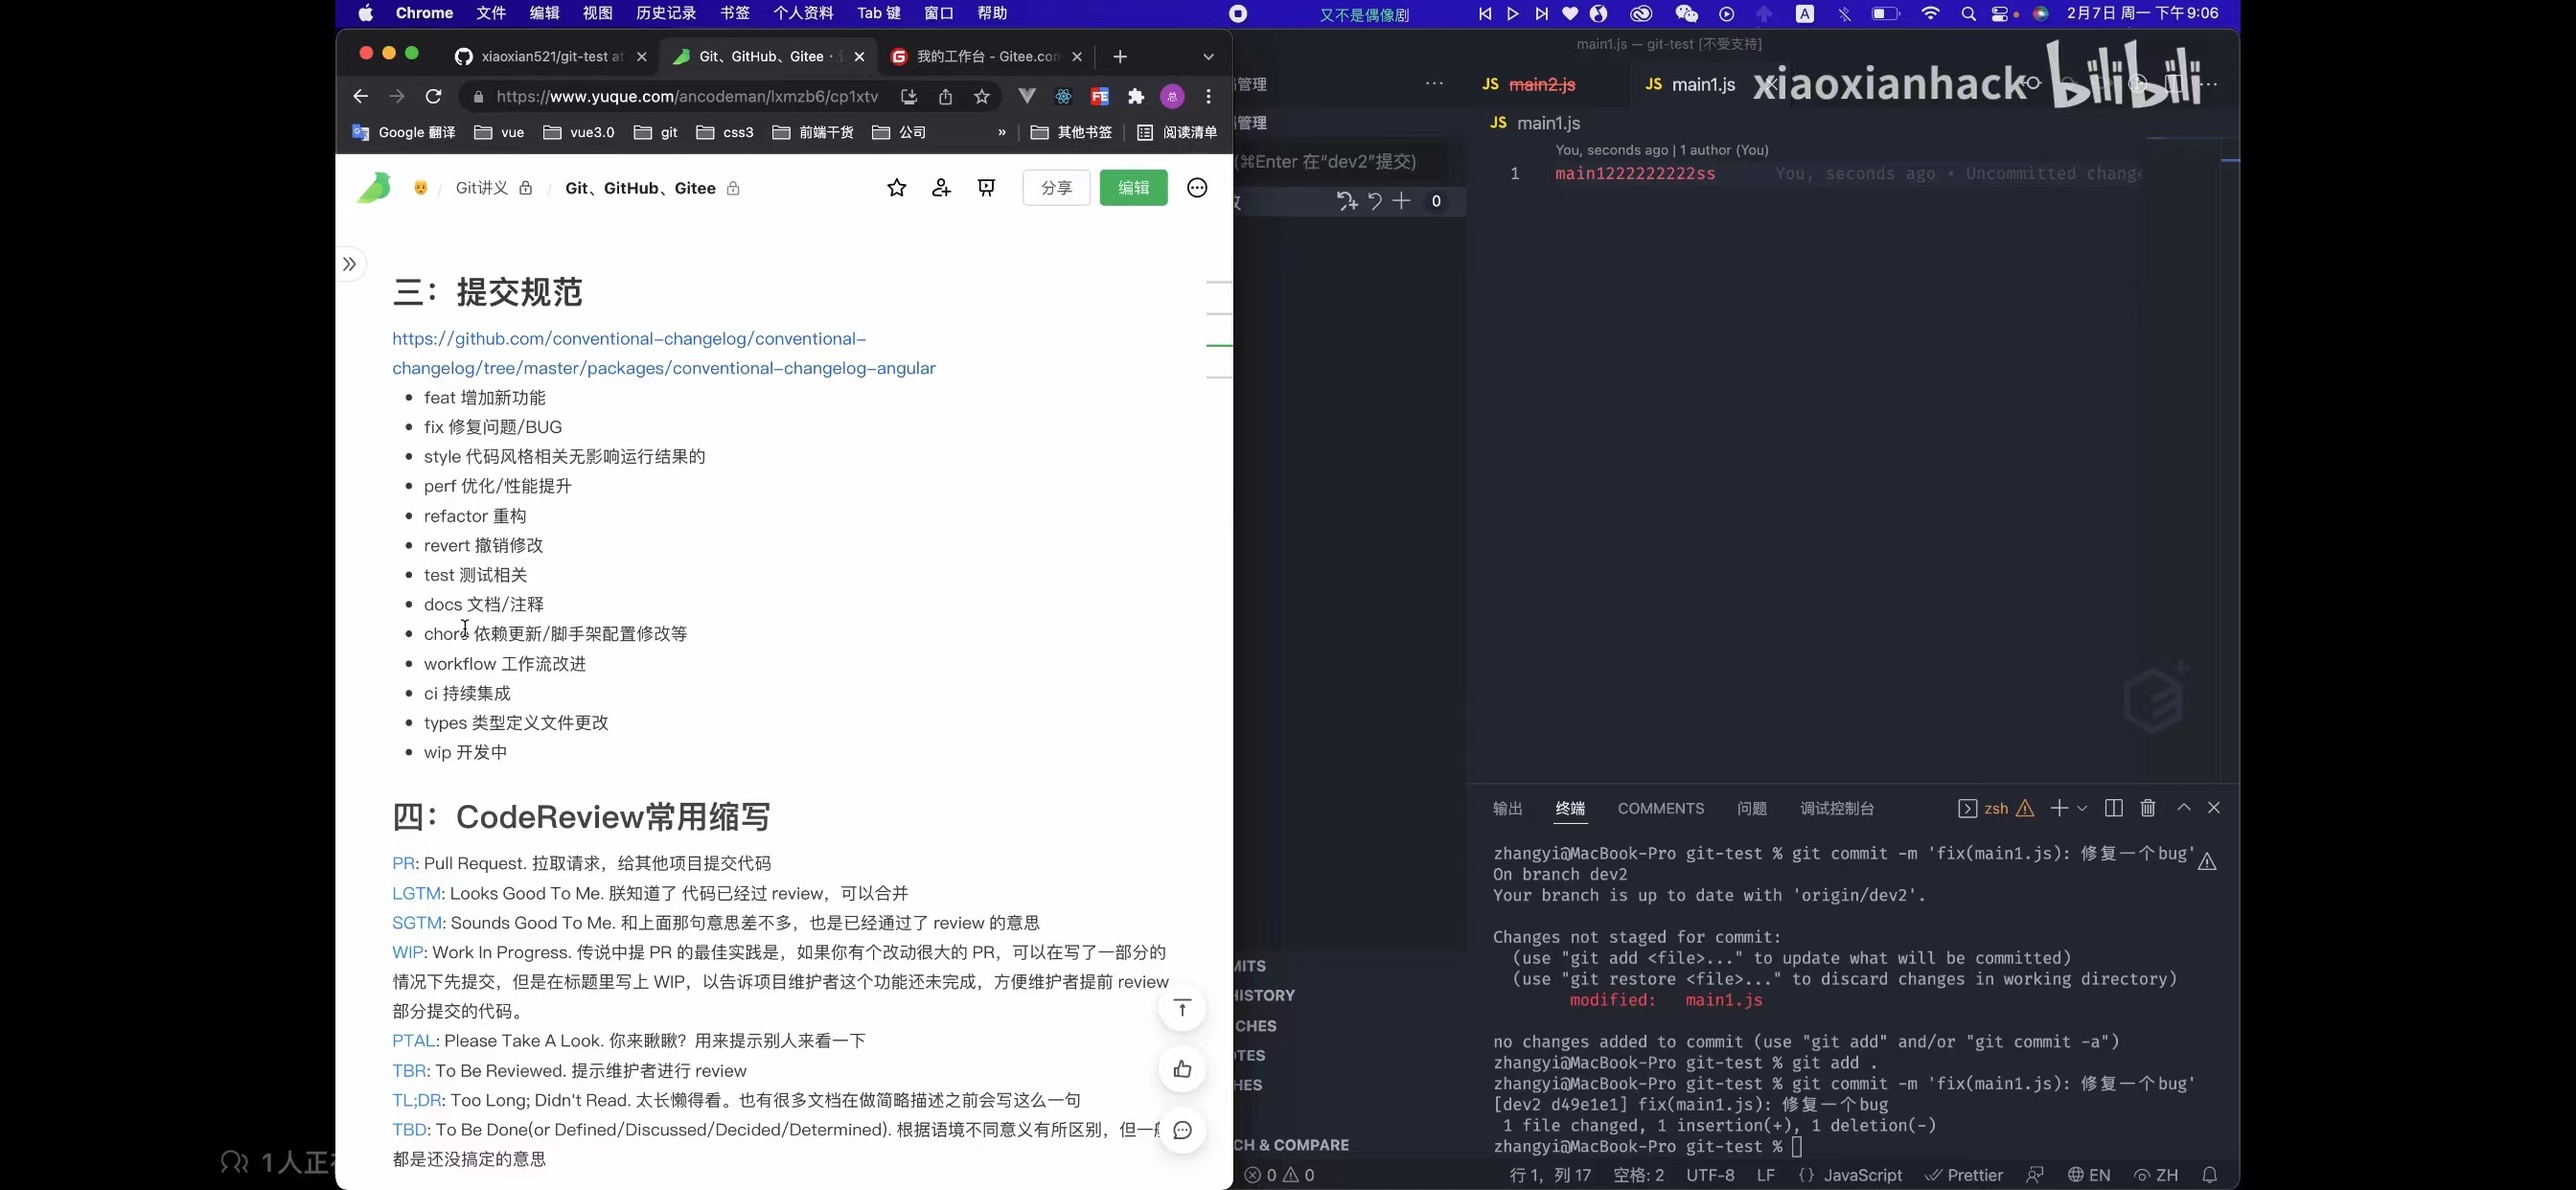 Chrome 文件 编辑 视图 历史记录 书签 个人资料 Tab 键 窗口 帮助
又不是偶像剧
A
2月7日 周一 下午9:06
xiaoxian521/git-test at
Git、GitHub、Gitee ·
我的工作台 - Gitee.com
https://www.yuque.com/ancodeman/lxmzb6/cp1xtv
FE
总
Google 翻译 vue vue3.0 git css3 前端干货 公司 » 其他书签 阅读清单
Git讲义 / Git、GitHub、Gitee
分享
编辑
三：提交规范
https://github.com/conventional-changelog/conventional-
changelog/tree/master/packages/conventional-changelog-angular
• feat 增加新功能
• fix 修复问题/BUG
• style 代码风格相关无影响运行结果的
• perf 优化/性能提升
• refactor 重构
• revert 撤销修改
• test 测试相关
• docs 文档/注释
• chore 依赖更新/脚手架配置修改等
• workflow 工作流改进
• ci 持续集成
• types 类型定义文件更改
• wip 开发中
四：CodeReview常用缩写
PR: Pull Request. 拉取请求，给其他项目提交代码
LGTM: Looks Good To Me. 朕知道了 代码已经过 review，可以合并
SGTM: Sounds Good To Me. 和上面那句意思差不多，也是已经通过了 review 的意思
WIP: Work In Progress. 传说中提 PR 的最佳实践是，如果你有个改动很大的 PR，可以在写了一部分的
情况下先提交，但是在标题里写上 WIP，以告诉项目维护者这个功能还未完成，方便维护者提前 review
部分提交的代码。
PTAL: Please Take A Look. 你来瞅瞅？用来提示别人来看一下
TBR: To Be Reviewed. 提示维护者进行 review
TL;DR: Too Long; Didn't Read. 太长懒得看。也有很多文档在做简略描述之前会写这么一句
TBD: To Be Done(or Defined/Discussed/Decided/Determined). 根据语境不同意义有所区别，但一般
都是还没搞定的意思
1人正在
main1.js — git-test [不受支持]
管理
JS main2.js
JS main1.js
xiaoxianhack
bilibili
管理
JS main1.js
(⌘Enter 在“dev2”提交)
You, seconds ago | 1 author (You)
1 main1222222222ss You, seconds ago • Uncommitted change
改
0
MITS
HISTORY
CHES
OTES
HES
CH & COMPARE
输出 终端 COMMENTS 问题 调试控制台
zsh
zhangyi@MacBook-Pro git-test % git commit -m 'fix(main1.js): 修复一个bug'
On branch dev2
Your branch is up to date with 'origin/dev2'.
Changes not staged for commit:
(use "git add <file>..." to update what will be committed)
(use "git restore <file>..." to discard changes in working directory)
modified: main1.js
no changes added to commit (use "git add" and/or "git commit -a")
zhangyi@MacBook-Pro git-test % git add .
zhangyi@MacBook-Pro git-test % git commit -m 'fix(main1.js): 修复一个bug'
[dev2 d49e1e1] fix(main1.js): 修复一个bug
1 file changed, 1 insertion(+), 1 deletion(-)
zhangyi@MacBook-Pro git-test %
0 0
行 1，列 17 空格: 2 UTF-8 LF {} JavaScript Prettier EN ZH